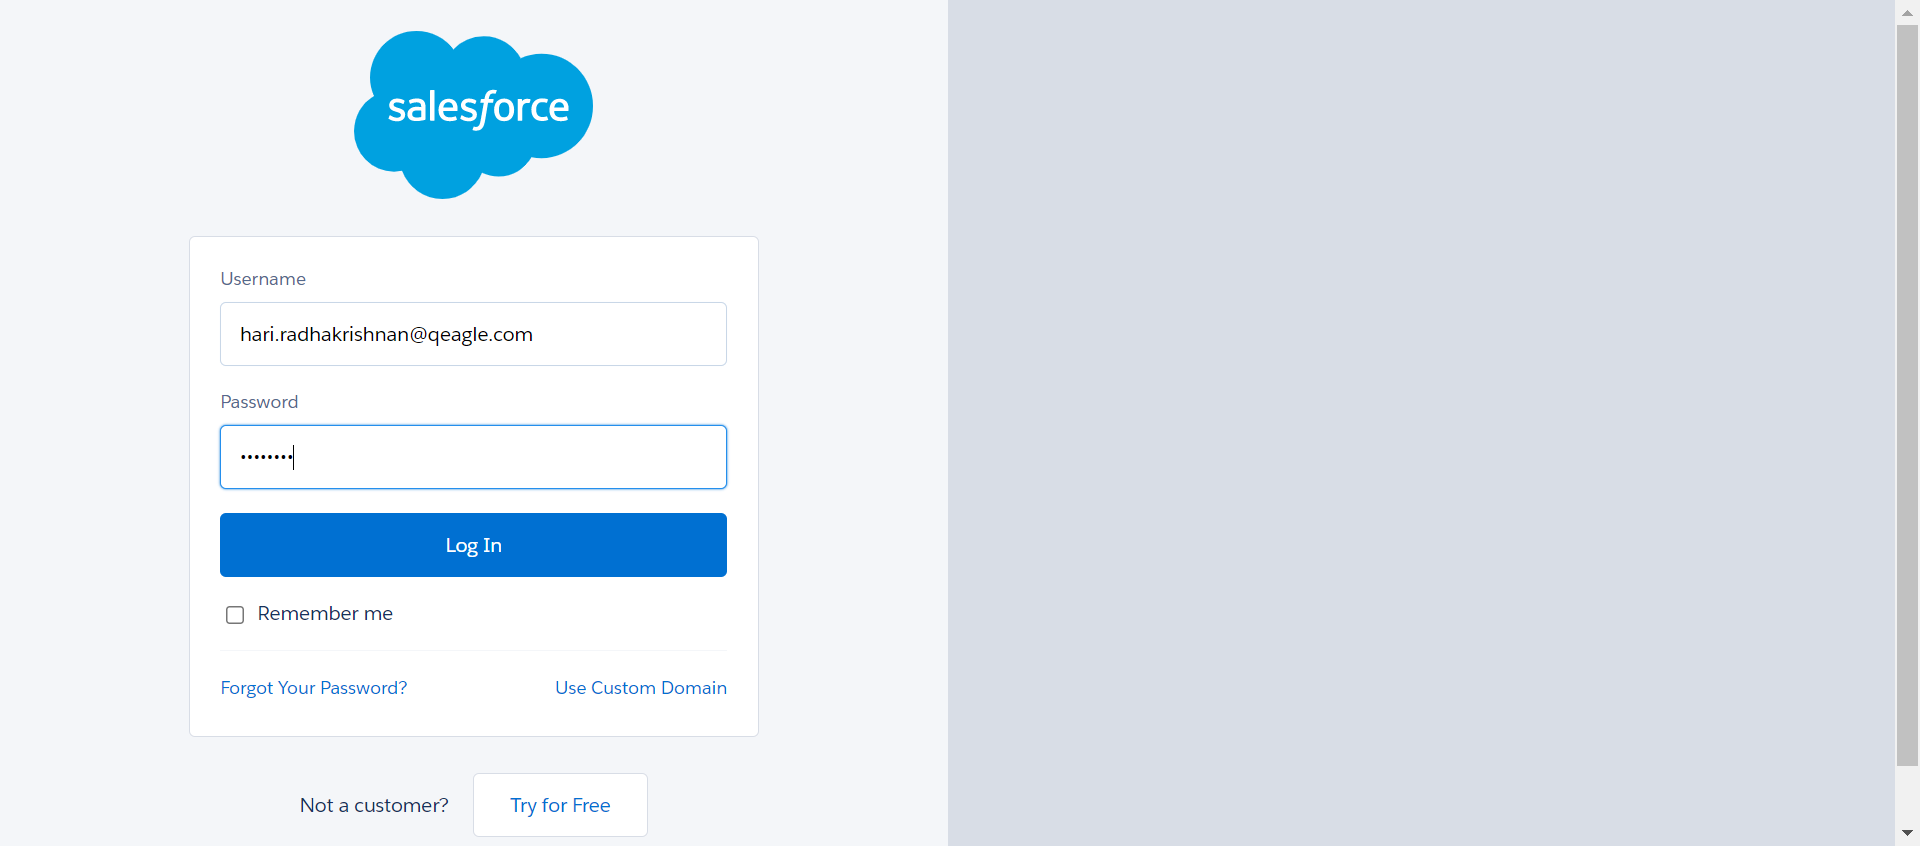 salesforce
Username
hari.radhakrishnan@qeagle.com
Password
••••••••
Log In
Remember me
Forgot Your Password? Use Custom Domain
Not a customer? Try for Free